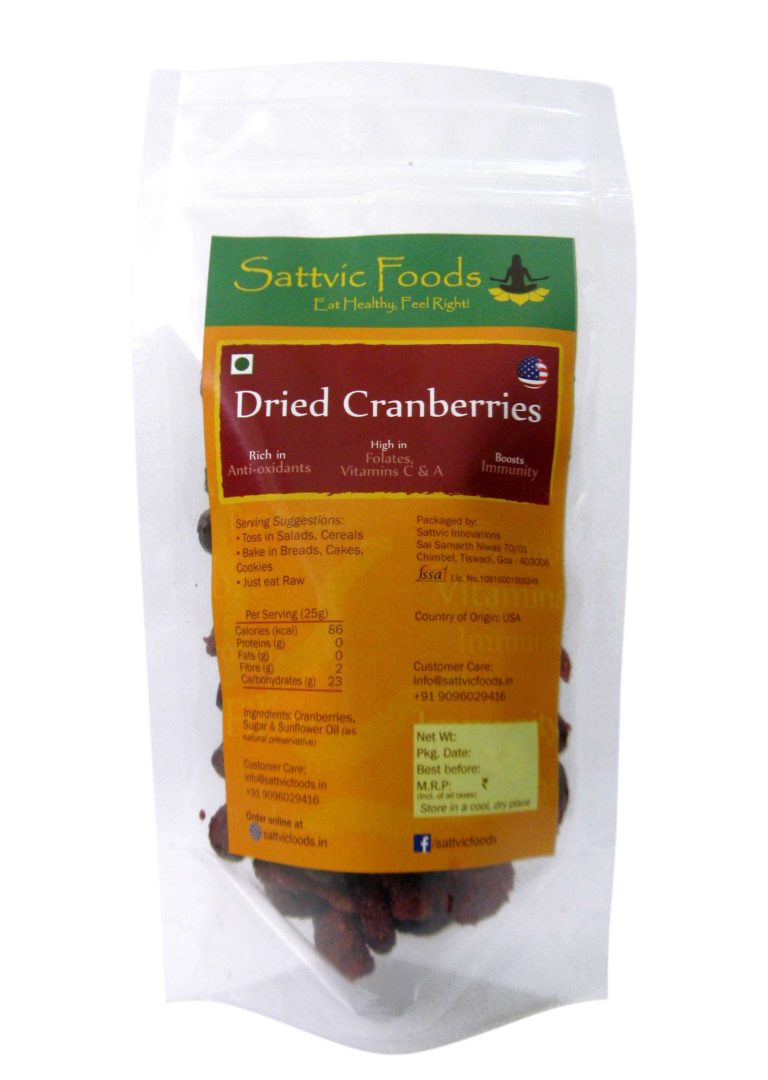 Sattvic Foods
Eat Healthy, Feel Right!
Dried Cranberries
Rich in
Anti-oxidants
High in
Folates,
Vitamins C & A
Boosts
Immunity
Serving Suggestions:
• Toss in Salads, Cereals
• Bake in Breads, Cakes,
Cookies
• Just eat Raw
Per Serving (25g)
Calories (kcal) 86
Proteins (g) 0
Fats (g) 0
Fibre (g) 2
Carbohydrates (g) 23
Ingredients: Cranberries,
Sugar & Sunflower Oil (as
natural preservative)
Customer Care:
info@sattvicfoods.in
+91 9096029416
Order online at
sattvicfoods.in
Packaged by:
Sattvic Innovations
Sai Samarth Niwas 70/01
Chimbel, Tiswadi, Goa - 403006
fssai Lic. No.10616001000249
Vitamins
Immuni
Country of Origin: USA
Customer Care:
info@sattvicfoods.in
+91 9096029416
Net Wt:
Pkg. Date:
Best before:
M.R.P: ₹
(Incl. of all taxes)
Store in a cool, dry place
f/sattvicfoods